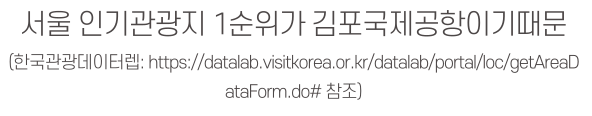 서울 인기관광지 1순위가 김포국제공항이기때문
(한국관광데이터렙: https://datalab.visitkorea.or.kr/datalab/portal/loc/getAreaD
ataForm.do# 참조)